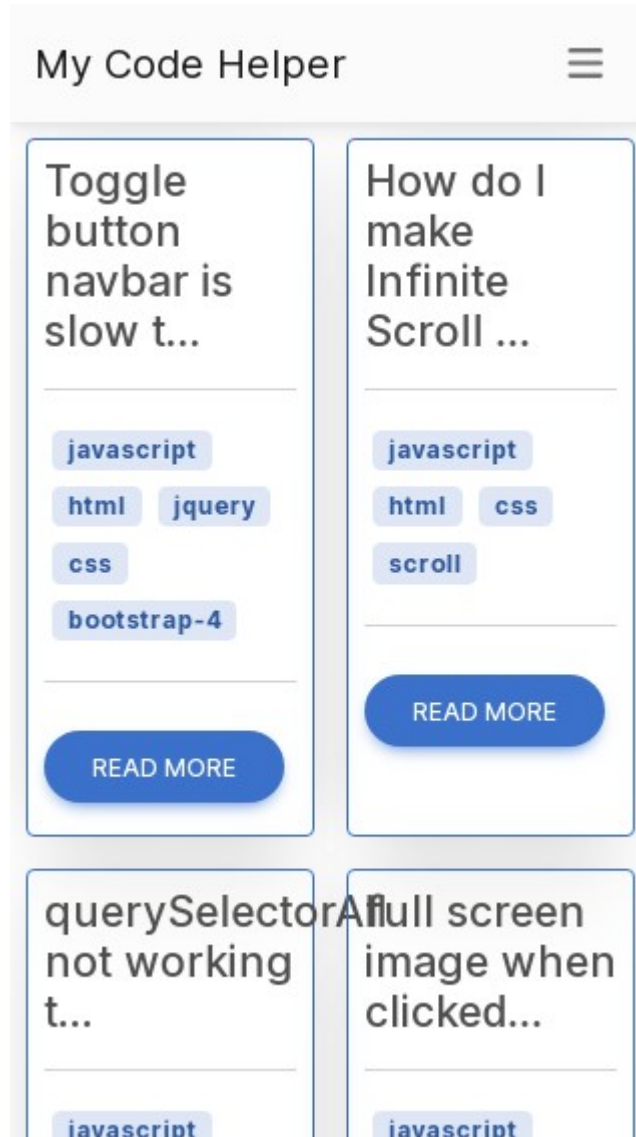 My Code Helper
Toggle
button
navbar is
slow t...
javascript
html jquery
css
bootstrap-4
READ MORE
How do I
make
Infinite
Scroll ...
javascript
html css
scroll
READ MORE
querySelectorAll
not working
t...
javascript
full screen
image when
clicked...
javascript